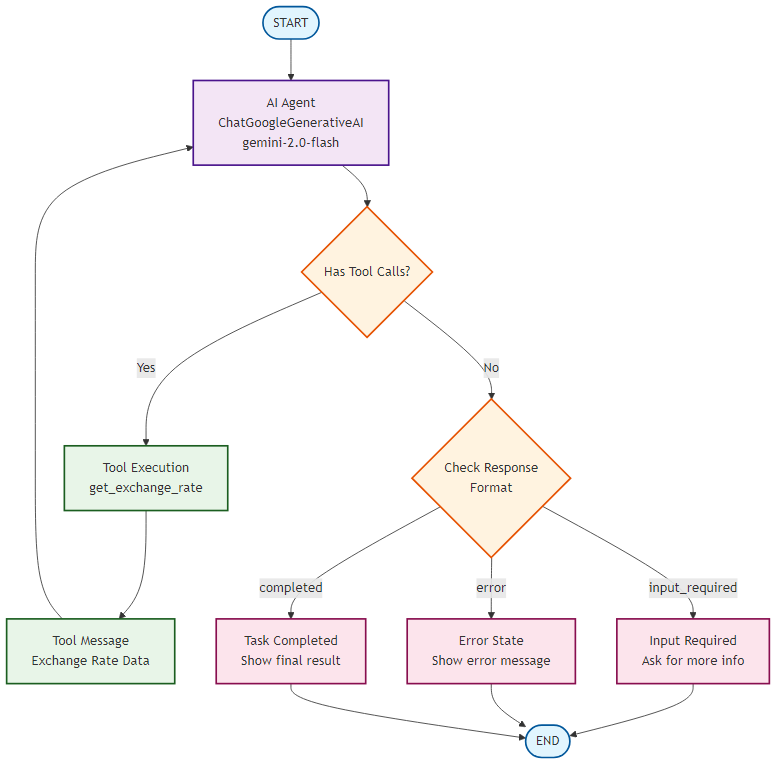 START
AI Agent
ChatGoogleGenerativeAI
gemini-2.0-flash
Has Tool Calls?
Yes
No
Tool Execution
get_exchange_rate
Check Response
Format
completed
error
input_required
Tool Message
Exchange Rate Data
Task Completed
Show final result
Error State
Show error message
Input Required
Ask for more info
END